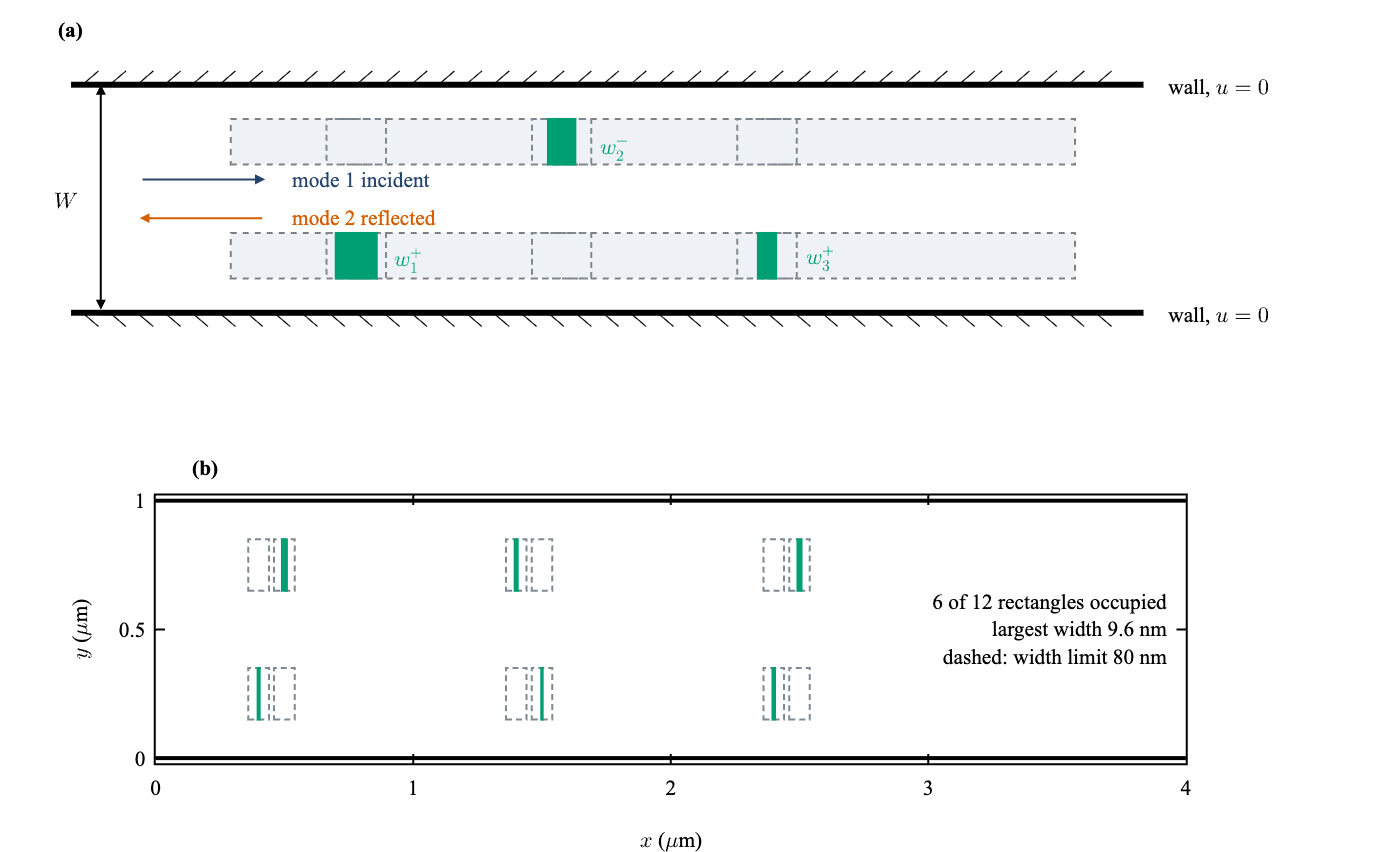 (a)
wall, u = 0
w₂⁻
mode 1 incident
W
mode 2 reflected
w₁⁺
w₃⁺
wall, u = 0
(b)
1
6 of 12 rectangles occupied
0.5
largest width 9.6 nm
dashed: width limit 80 nm
y (μm)
0
0
1
2
3
4
x (μm)